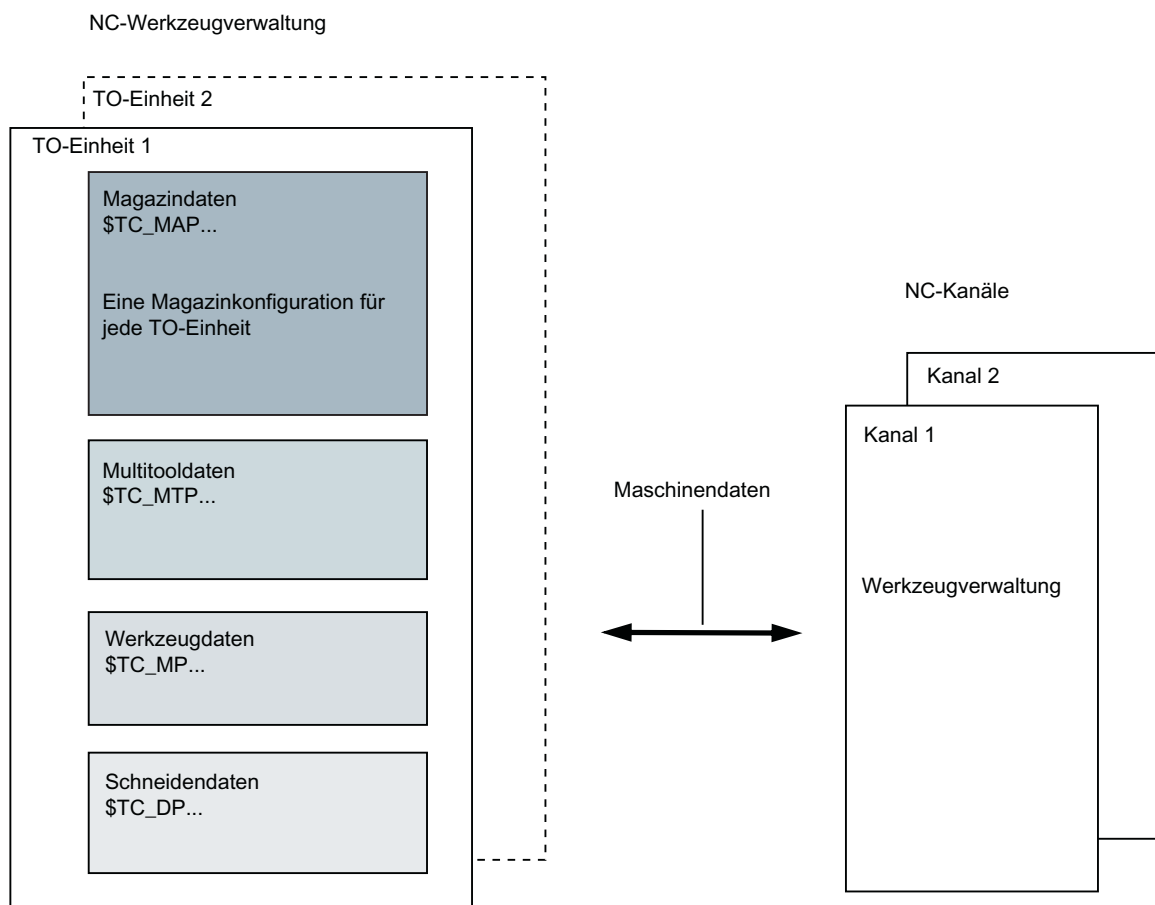 NC-Werkzeugverwaltung
TO-Einheit 2
TO-Einheit 1
Magazindaten
$TC_MAP...
Eine Magazinkonfiguration für
jede TO-Einheit
Multitooldaten
$TC_MTP...
Werkzeugdaten
$TC_MP...
Schneidendaten
$TC_DP...
Maschinendaten
NC-Kanäle
Kanal 2
Kanal 1
Werkzeugverwaltung